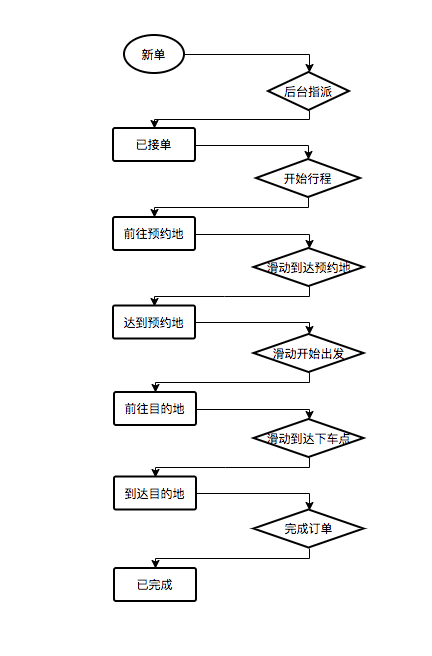 新单
后台指派
已接单
开始行程
前往预约地
滑动到达预约地
达到预约地
滑动开始出发
前往目的地
滑动到达下车点
到达目的地
完成订单
已完成